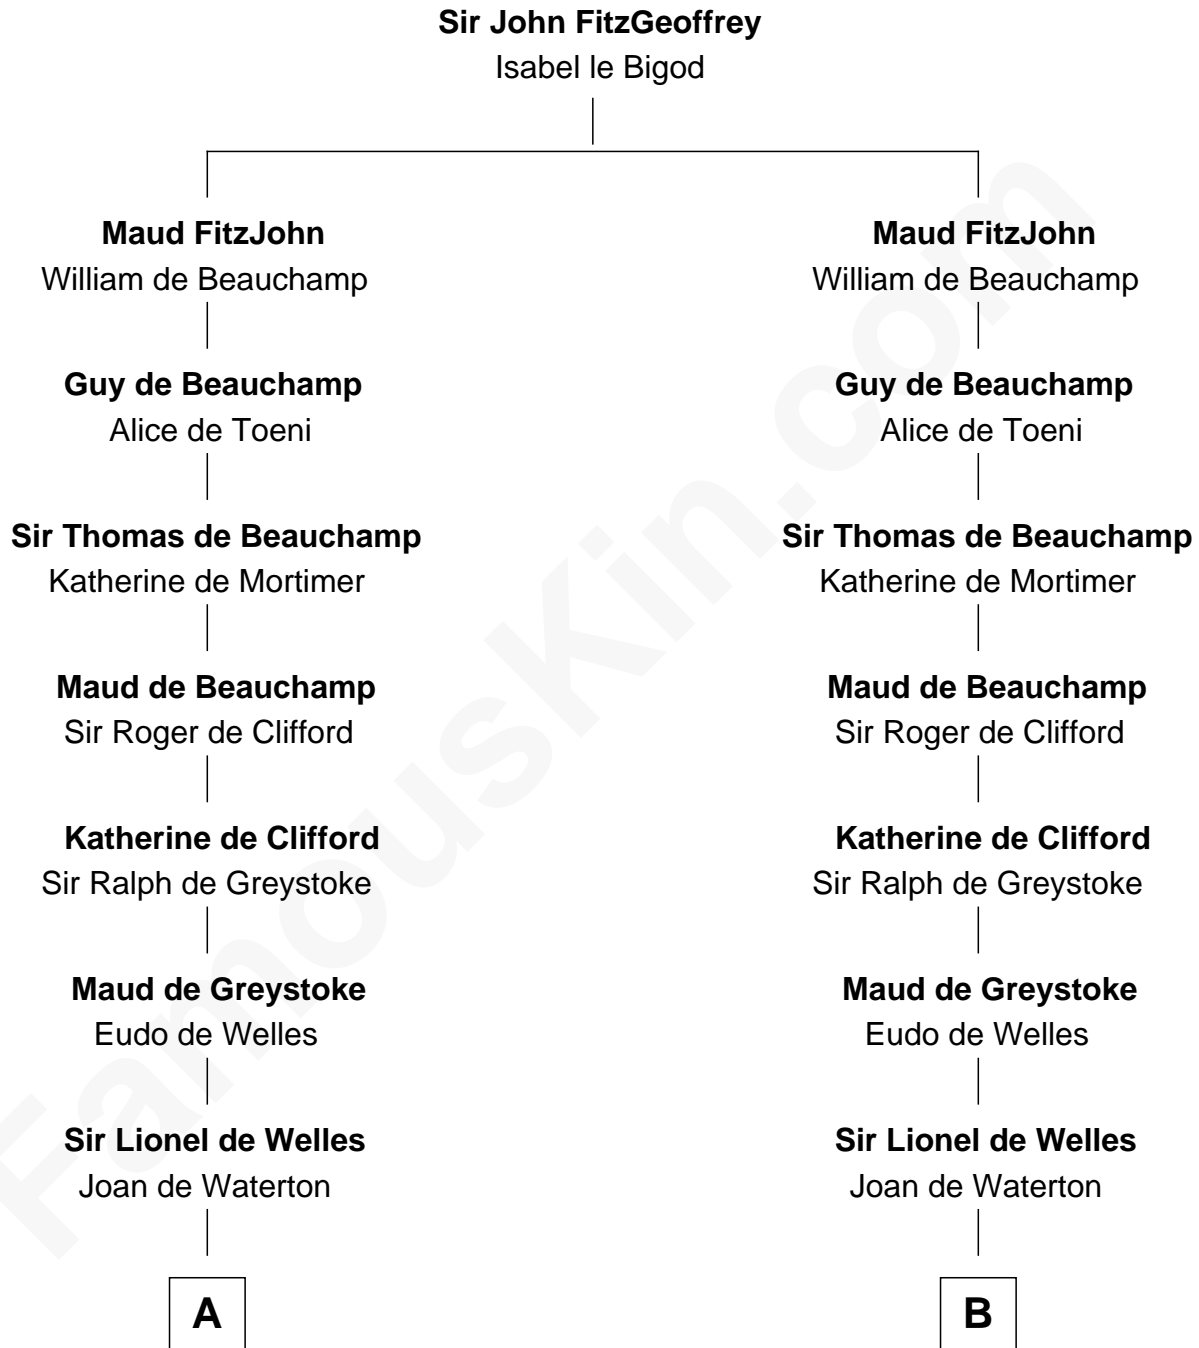 Sir John FitzGeoffrey
Isabel le Bigod
Maud FitzJohn
William de Beauchamp
Guy de Beauchamp
Alice de Toeni
Sir Thomas de Beauchamp
Katherine de Mortimer
Maud de Beauchamp
Sir Roger de Clifford
Katherine de Clifford
Sir Ralph de Greystoke
Maud de Greystoke
Eudo de Welles
Sir Lionel de Welles
Joan de Waterton
A
Maud FitzJohn
William de Beauchamp
Guy de Beauchamp
Alice de Toeni
Sir Thomas de Beauchamp
Katherine de Mortimer
Maud de Beauchamp
Sir Roger de Clifford
Katherine de Clifford
Sir Ralph de Greystoke
Maud de Greystoke
Eudo de Welles
Sir Lionel de Welles
Joan de Waterton
B
FamousKin.com